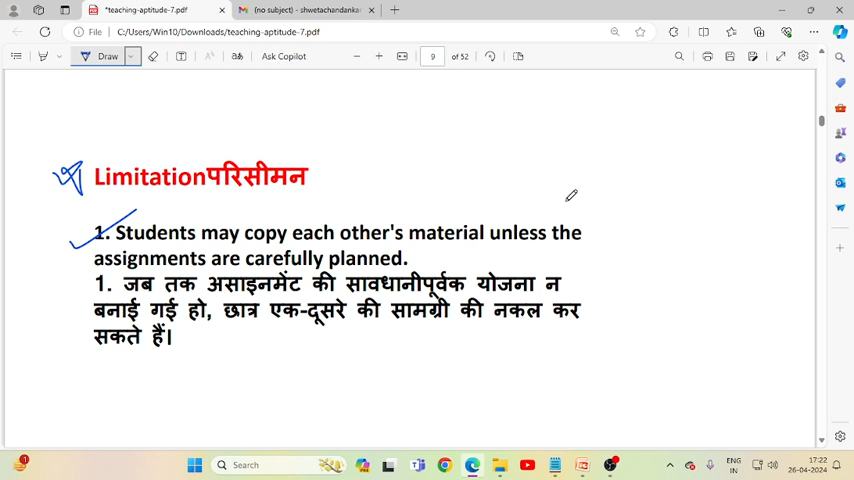 *teaching-aptitude-7.pdf
(no subject) - shwetachandankar
File
C:/Users/Win10/Downloads/teaching-aptitude-7.pdf
Draw
Ask Copilot
9 of 52
Limitationपरिसीमन
1. Students may copy each other's material unless the
assignments are carefully planned.
1. जब तक असाइनमेंट की सावधानीपूर्वक योजना न
बनाई गई हो, छात्र एक-दूसरे की सामग्री की नकल कर
सकते हैं।
Search
ENG
IN
17:22
26-04-2024